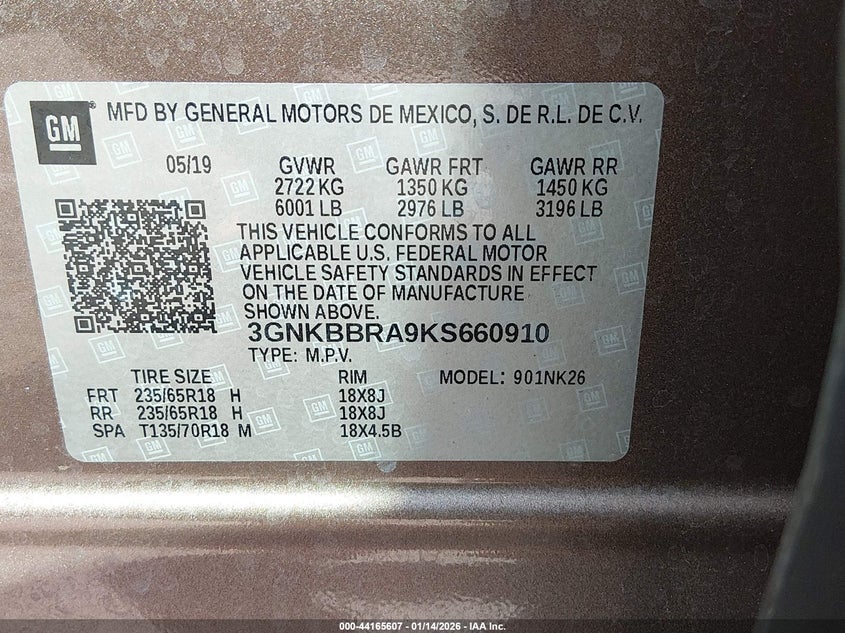 GM
® MFD BY GENERAL MOTORS DE MEXICO, S. DE R.L. DE C.V.
05/19 GVWR GAWR FRT GAWR RR
2722 KG 1350 KG 1450 KG
6001 LB 2976 LB 3196 LB
THIS VEHICLE CONFORMS TO ALL
APPLICABLE U.S. FEDERAL MOTOR
VEHICLE SAFETY STANDARDS IN EFFECT
ON THE DATE OF MANUFACTURE
SHOWN ABOVE.
3GNKBBRA9KS660910
TYPE: M.P.V.
TIRE SIZE RIM MODEL: 901NK26
FRT 235/65R18 H 18X8J
RR 235/65R18 H 18X8J
SPA T135/70R18 M 18X4.5B
000-44165607 - 01/14/2026 - IAA Inc.